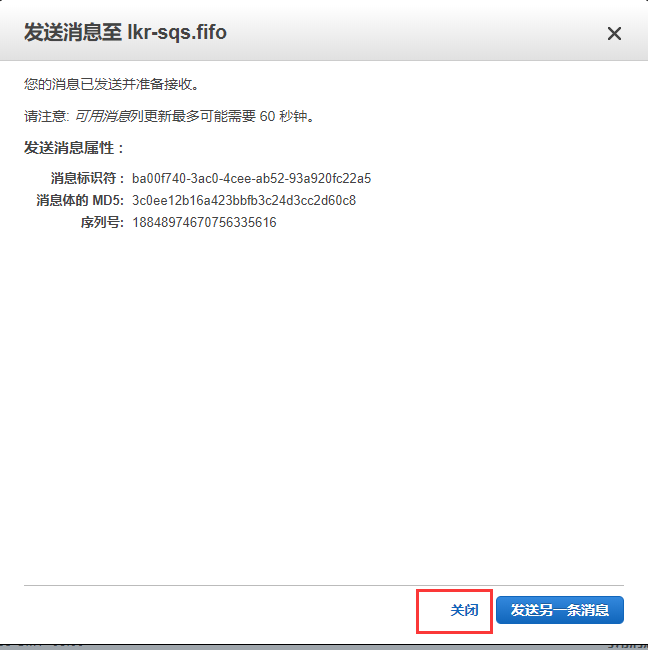 发送消息至 lkr-sqs.fifo
您的消息已发送并准备接收。
请注意: 可用消息列更新最多可能需要 60 秒钟。
发送消息属性：
消息标识符： ba00f740-3ac0-4cee-ab52-93a920fc22a5
消息体的 MD5: 3c0ee12b16a423bbfb3c24d3cc2d60c8
序列号: 18848974670756335616
关闭 发送另一条消息